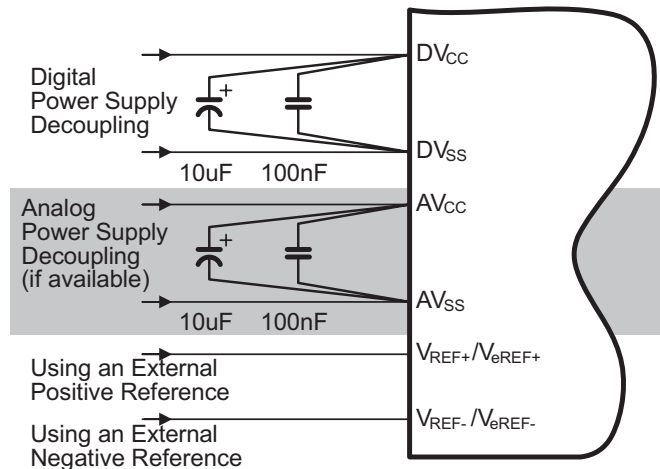 DVCC
Digital
Power Supply
Decoupling
+
DVSS
10uF 100nF
Analog
Power Supply
Decoupling
(if available)
AVCC
+
AVSS
10uF 100nF
Using an External
Positive Reference
VREF+/VeREF+
Using an External
Negative Reference
VREF-/VeREF-